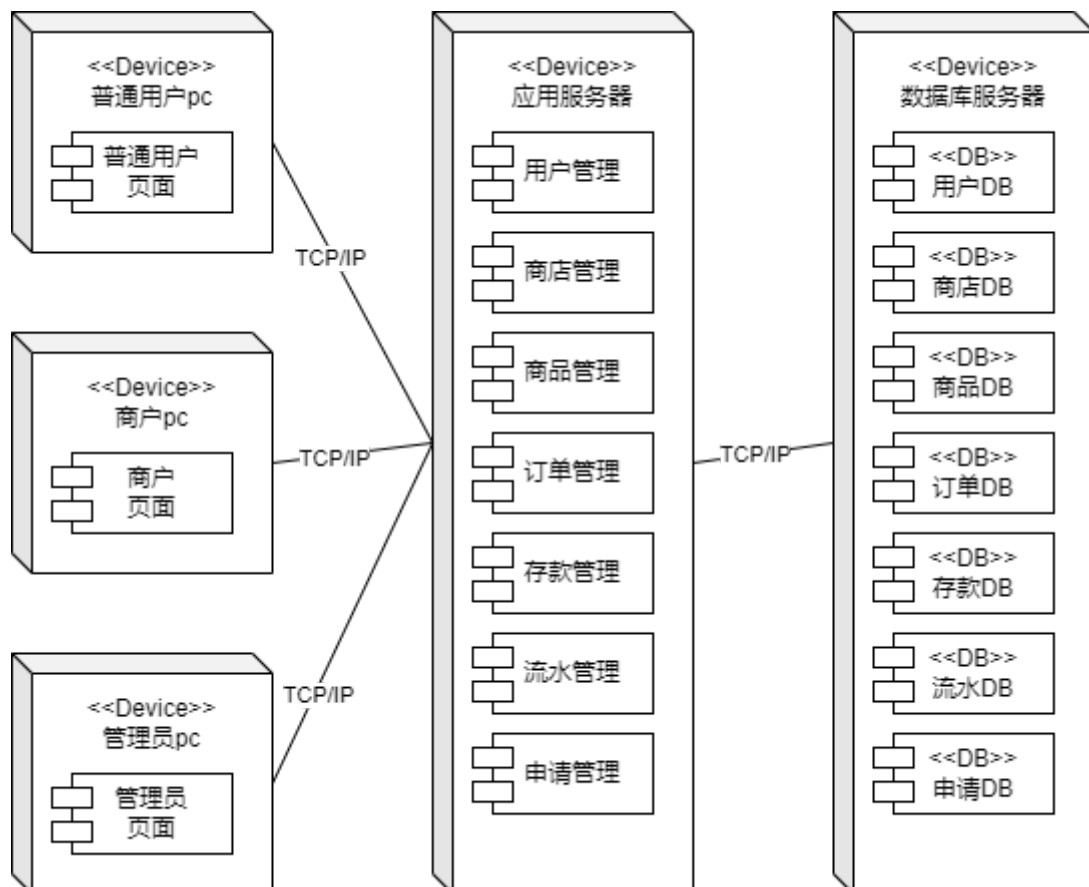 <<Device>>
普通用户pc
普通用户
页面
TCP/IP
<<Device>>
商户pc
商户
页面
TCP/IP
<<Device>>
管理员pc
管理员
页面
TCP/IP
<<Device>>
应用服务器
用户管理
商店管理
商品管理
订单管理
存款管理
流水管理
申请管理
TCP/IP
<<Device>>
数据库服务器
<<DB>>
用户DB
<<DB>>
商店DB
<<DB>>
商品DB
<<DB>>
订单DB
<<DB>>
存款DB
<<DB>>
流水DB
<<DB>>
申请DB